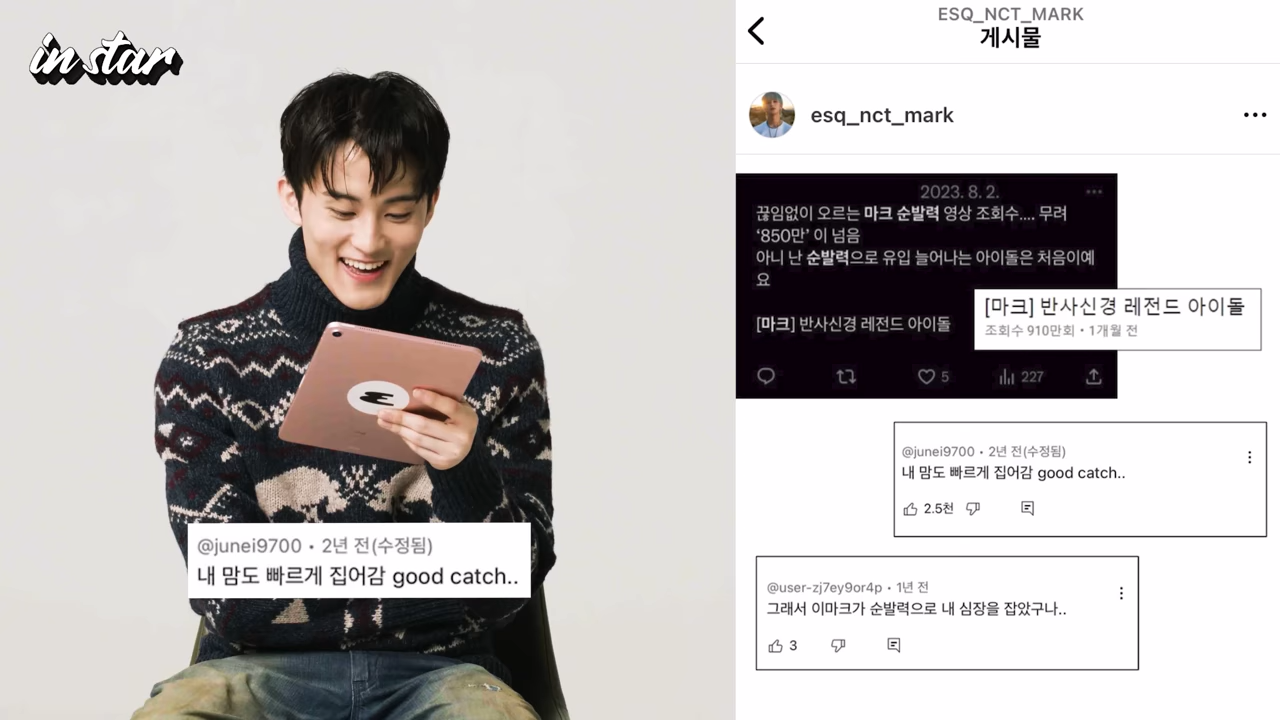 in star
@junei9700 • 2년 전(수정됨)
내 맘도 빠르게 집어감 good catch..
ESQ_NCT_MARK
게시물
esq_nct_mark
2023. 8. 2.
끊임없이 오르는 마크 순발력 영상 조회수.... 무려
‘850만’ 이 넘음
아니 난 순발력으로 유입 늘어나는 아이돌은 처음이예
요
[마크] 반사신경 레전드 아이돌
5
227
[마크] 반사신경 레전드 아이돌
조회수 910만회 • 1개월 전
@junei9700 • 2년 전(수정됨)
내 맘도 빠르게 집어감 good catch..
2.5천
@user-zj7ey9or4p • 1년 전
그래서 이마크가 순발력으로 내 심장을 잡았구나..
3